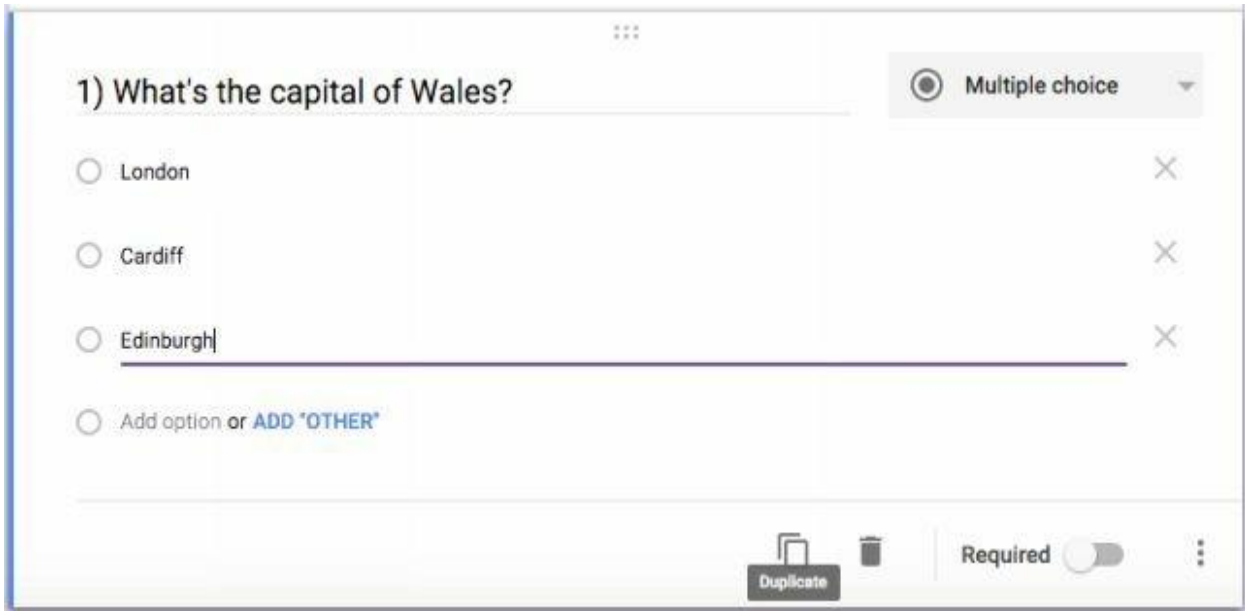 1) What's the capital of Wales?
Multiple choice
London
Cardiff
Edinburgh
Add option or ADD "OTHER"
Required
Duplicate